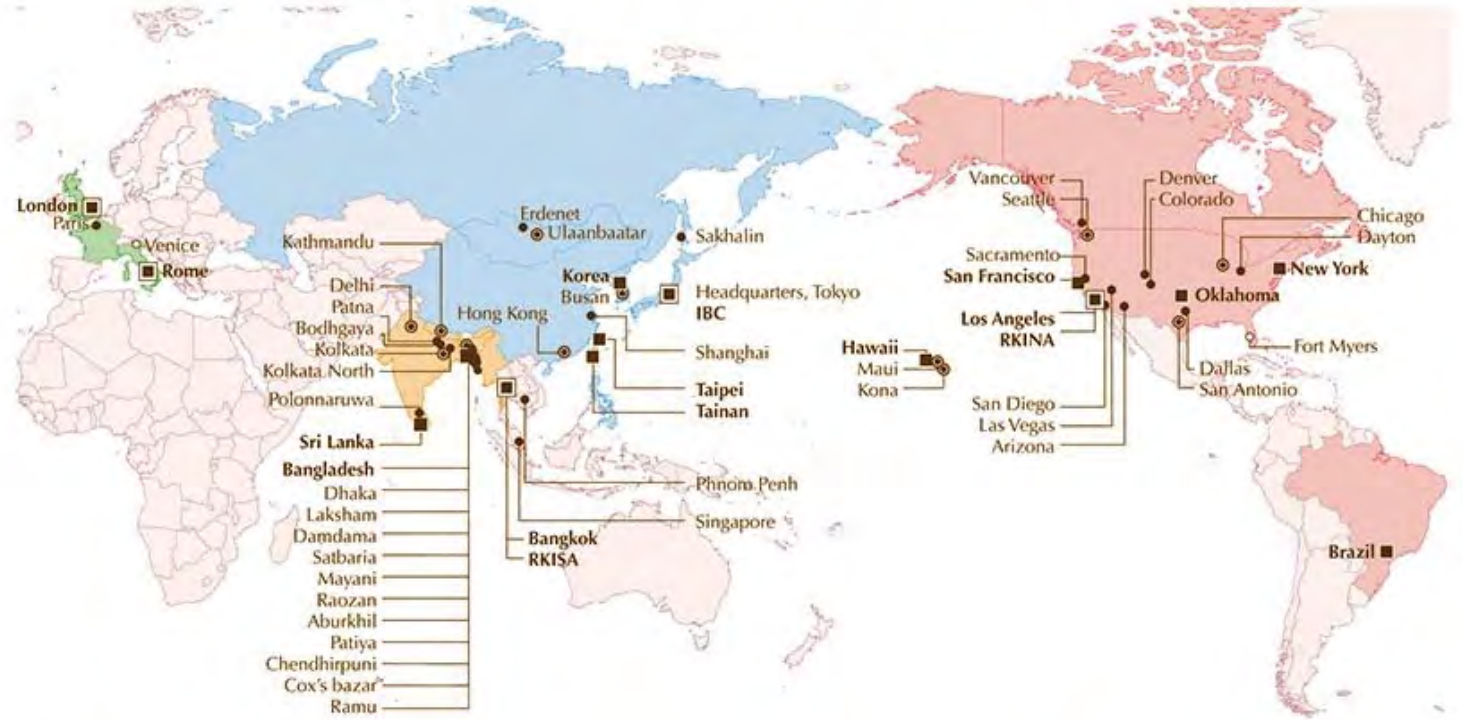 London
Paris
Venice
Rome
Kathmandu
Delhi
Patna
Bodhgaya
Kolkata
Kolkata North
Polonnaruwa
Sri Lanka
Bangladesh
Dhaka
Laksham
Damdama
Satbaria
Mayani
Raozan
Aburkhil
Patiya
Chendhirpuni
Cox's bazar
Ramu
Erdenet
Ulaanbaatar
Sakhalin
Korea
Busan
Hong Kong
Headquarters, Tokyo
IBC
Shanghai
Taipei
Tainan
Phnom Penh
Singapore
Bangkok
RKISA
Hawaii
Maui
Kona
Vancouver
Seattle
Sacramento
San Francisco
Los Angeles
RKINA
San Diego
Las Vegas
Arizona
Denver
Colorado
Chicago
Dayton
New York
Oklahoma
Fort Myers
Dallas
San Antonio
Brazil